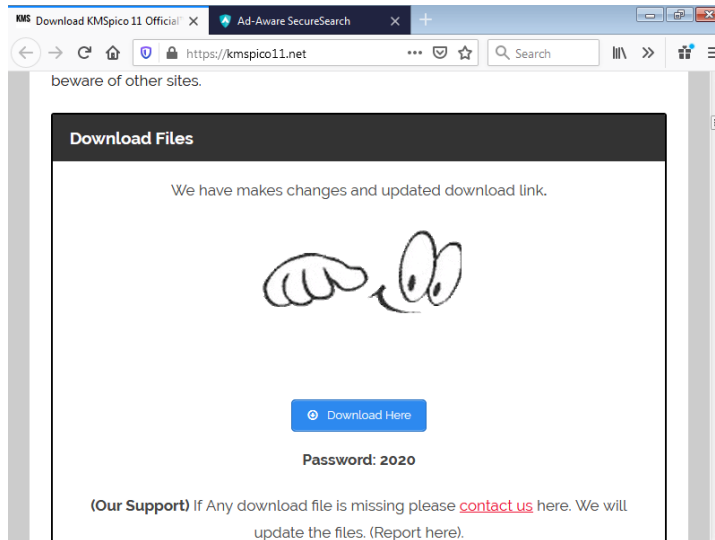 KMS Download KMSpico 11 Official
Ad-Aware SecureSearch
https://kmspico11.net
Search
beware of other sites.
Download Files
We have makes changes and updated download link.
Download Here
Password: 2020
(Our Support) If Any download file is missing please contact us here. We will
update the files. (Report here).